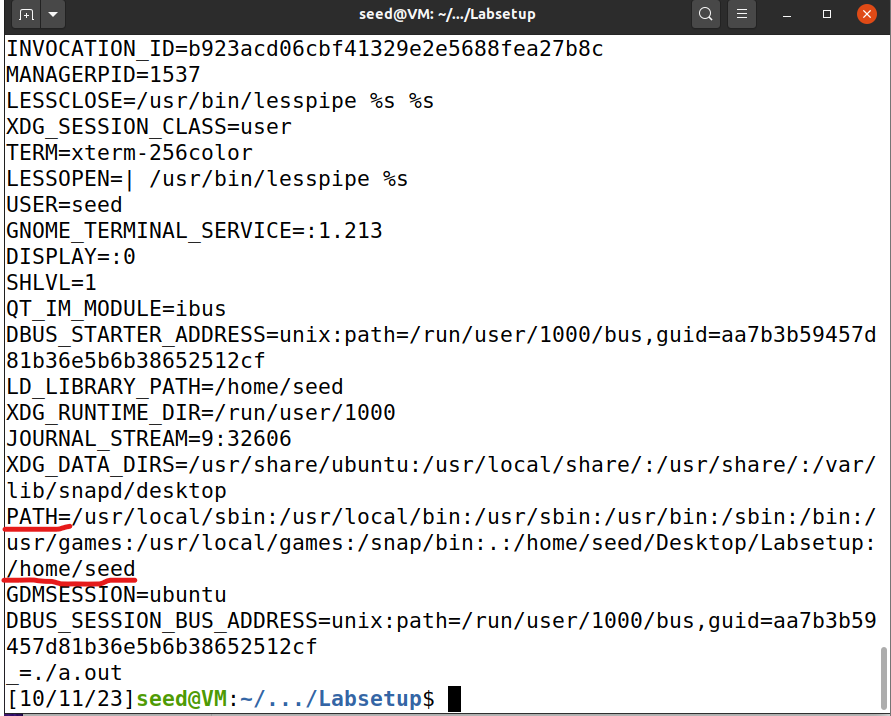 seed@VM: ~/.../Labsetup
INVOCATION_ID=b923acd06cbf41329e2e5688fea27b8c
MANAGERPID=1537
LESSCLOSE=/usr/bin/lesspipe %s %s
XDG_SESSION_CLASS=user
TERM=xterm-256color
LESSOPEN=| /usr/bin/lesspipe %s
USER=seed
GNOME_TERMINAL_SERVICE=:1.213
DISPLAY=:0
SHLVL=1
QT_IM_MODULE=ibus
DBUS_STARTER_ADDRESS=unix:path=/run/user/1000/bus,guid=aa7b3b59457d
81b36e5b6b38652512cf
LD_LIBRARY_PATH=/home/seed
XDG_RUNTIME_DIR=/run/user/1000
JOURNAL_STREAM=9:32606
XDG_DATA_DIRS=/usr/share/ubuntu:/usr/local/share/:/usr/share/:/var/
lib/snapd/desktop
PATH=/usr/local/sbin:/usr/local/bin:/usr/sbin:/usr/bin:/sbin:/bin:/
usr/games:/usr/local/games:/snap/bin:.:/home/seed/Desktop/Labsetup:
/home/seed
GDMSESSION=ubuntu
DBUS_SESSION_BUS_ADDRESS=unix:path=/run/user/1000/bus,guid=aa7b3b59
457d81b36e5b6b38652512cf
_=./a.out
[10/11/23]seed@VM:~/.../Labsetup$